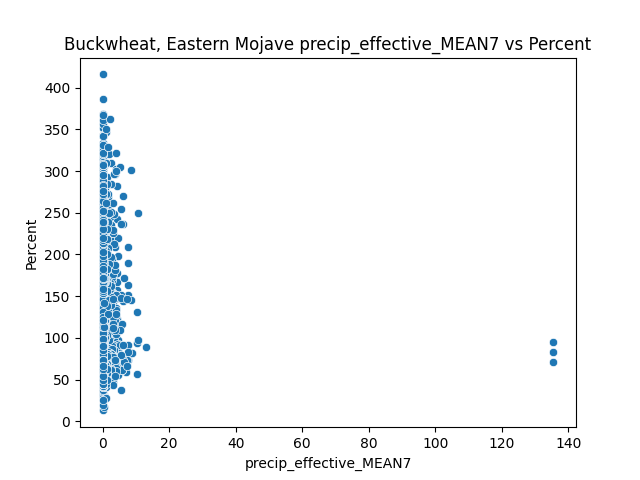 Buckwheat, Eastern Mojave precip_effective_MEAN7 vs Percent
400
350
300
250
200
150
100
50
0
Percent
0 20 40 60 80 100 120 140
precip_effective_MEAN7